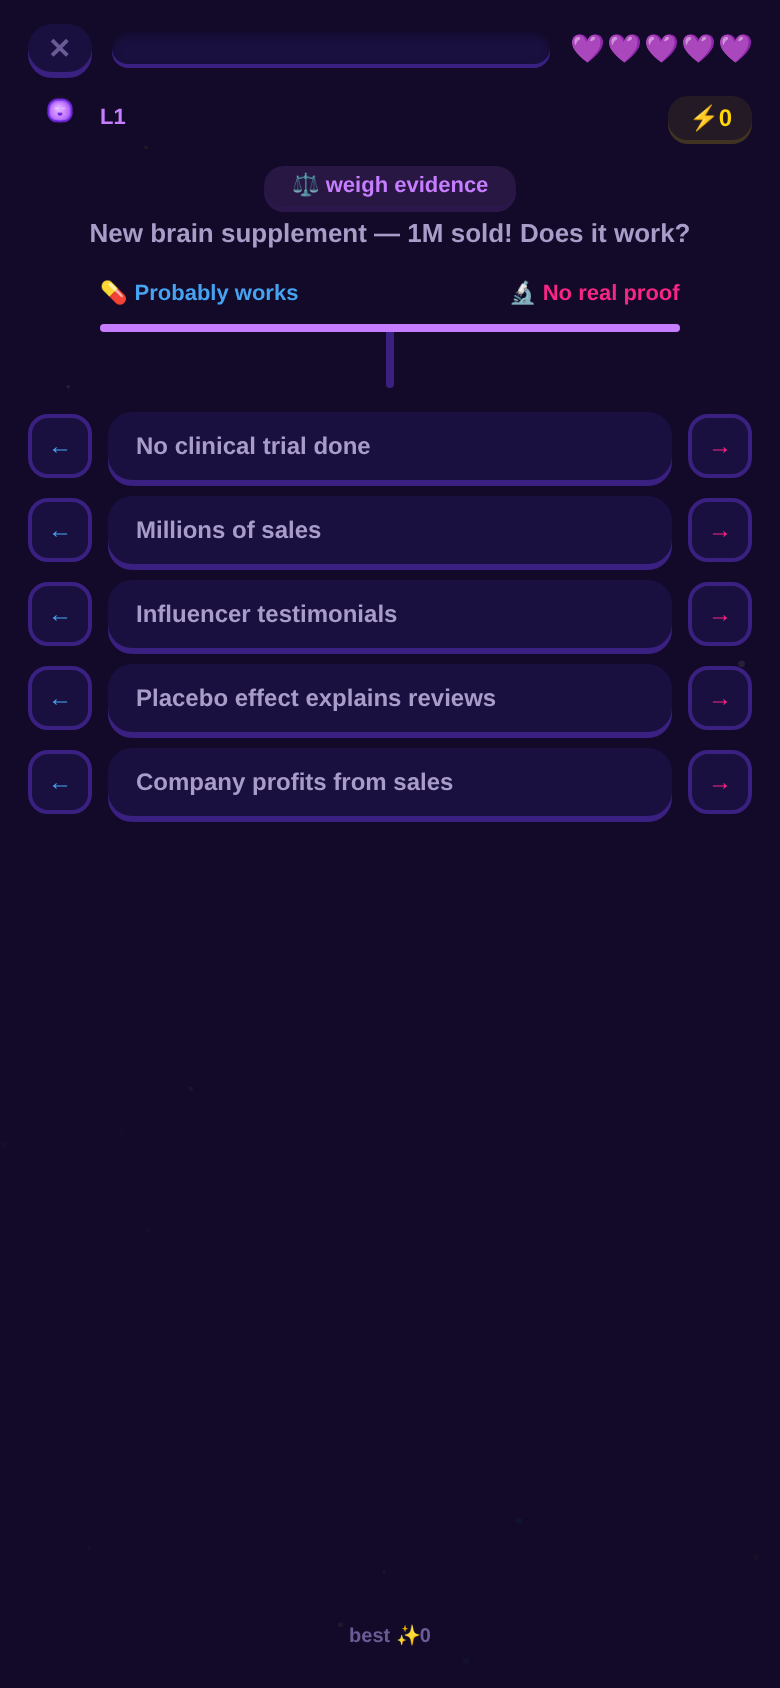 ✕ 💜💜💜💜💜
L1 ⚡0
⚖️ weigh evidence
New brain supplement — 1M sold! Does it work?
💊 Probably works 🔬 No real proof
← No clinical trial done →
← Millions of sales →
← Influencer testimonials →
← Placebo effect explains reviews →
← Company profits from sales →
best ✨0